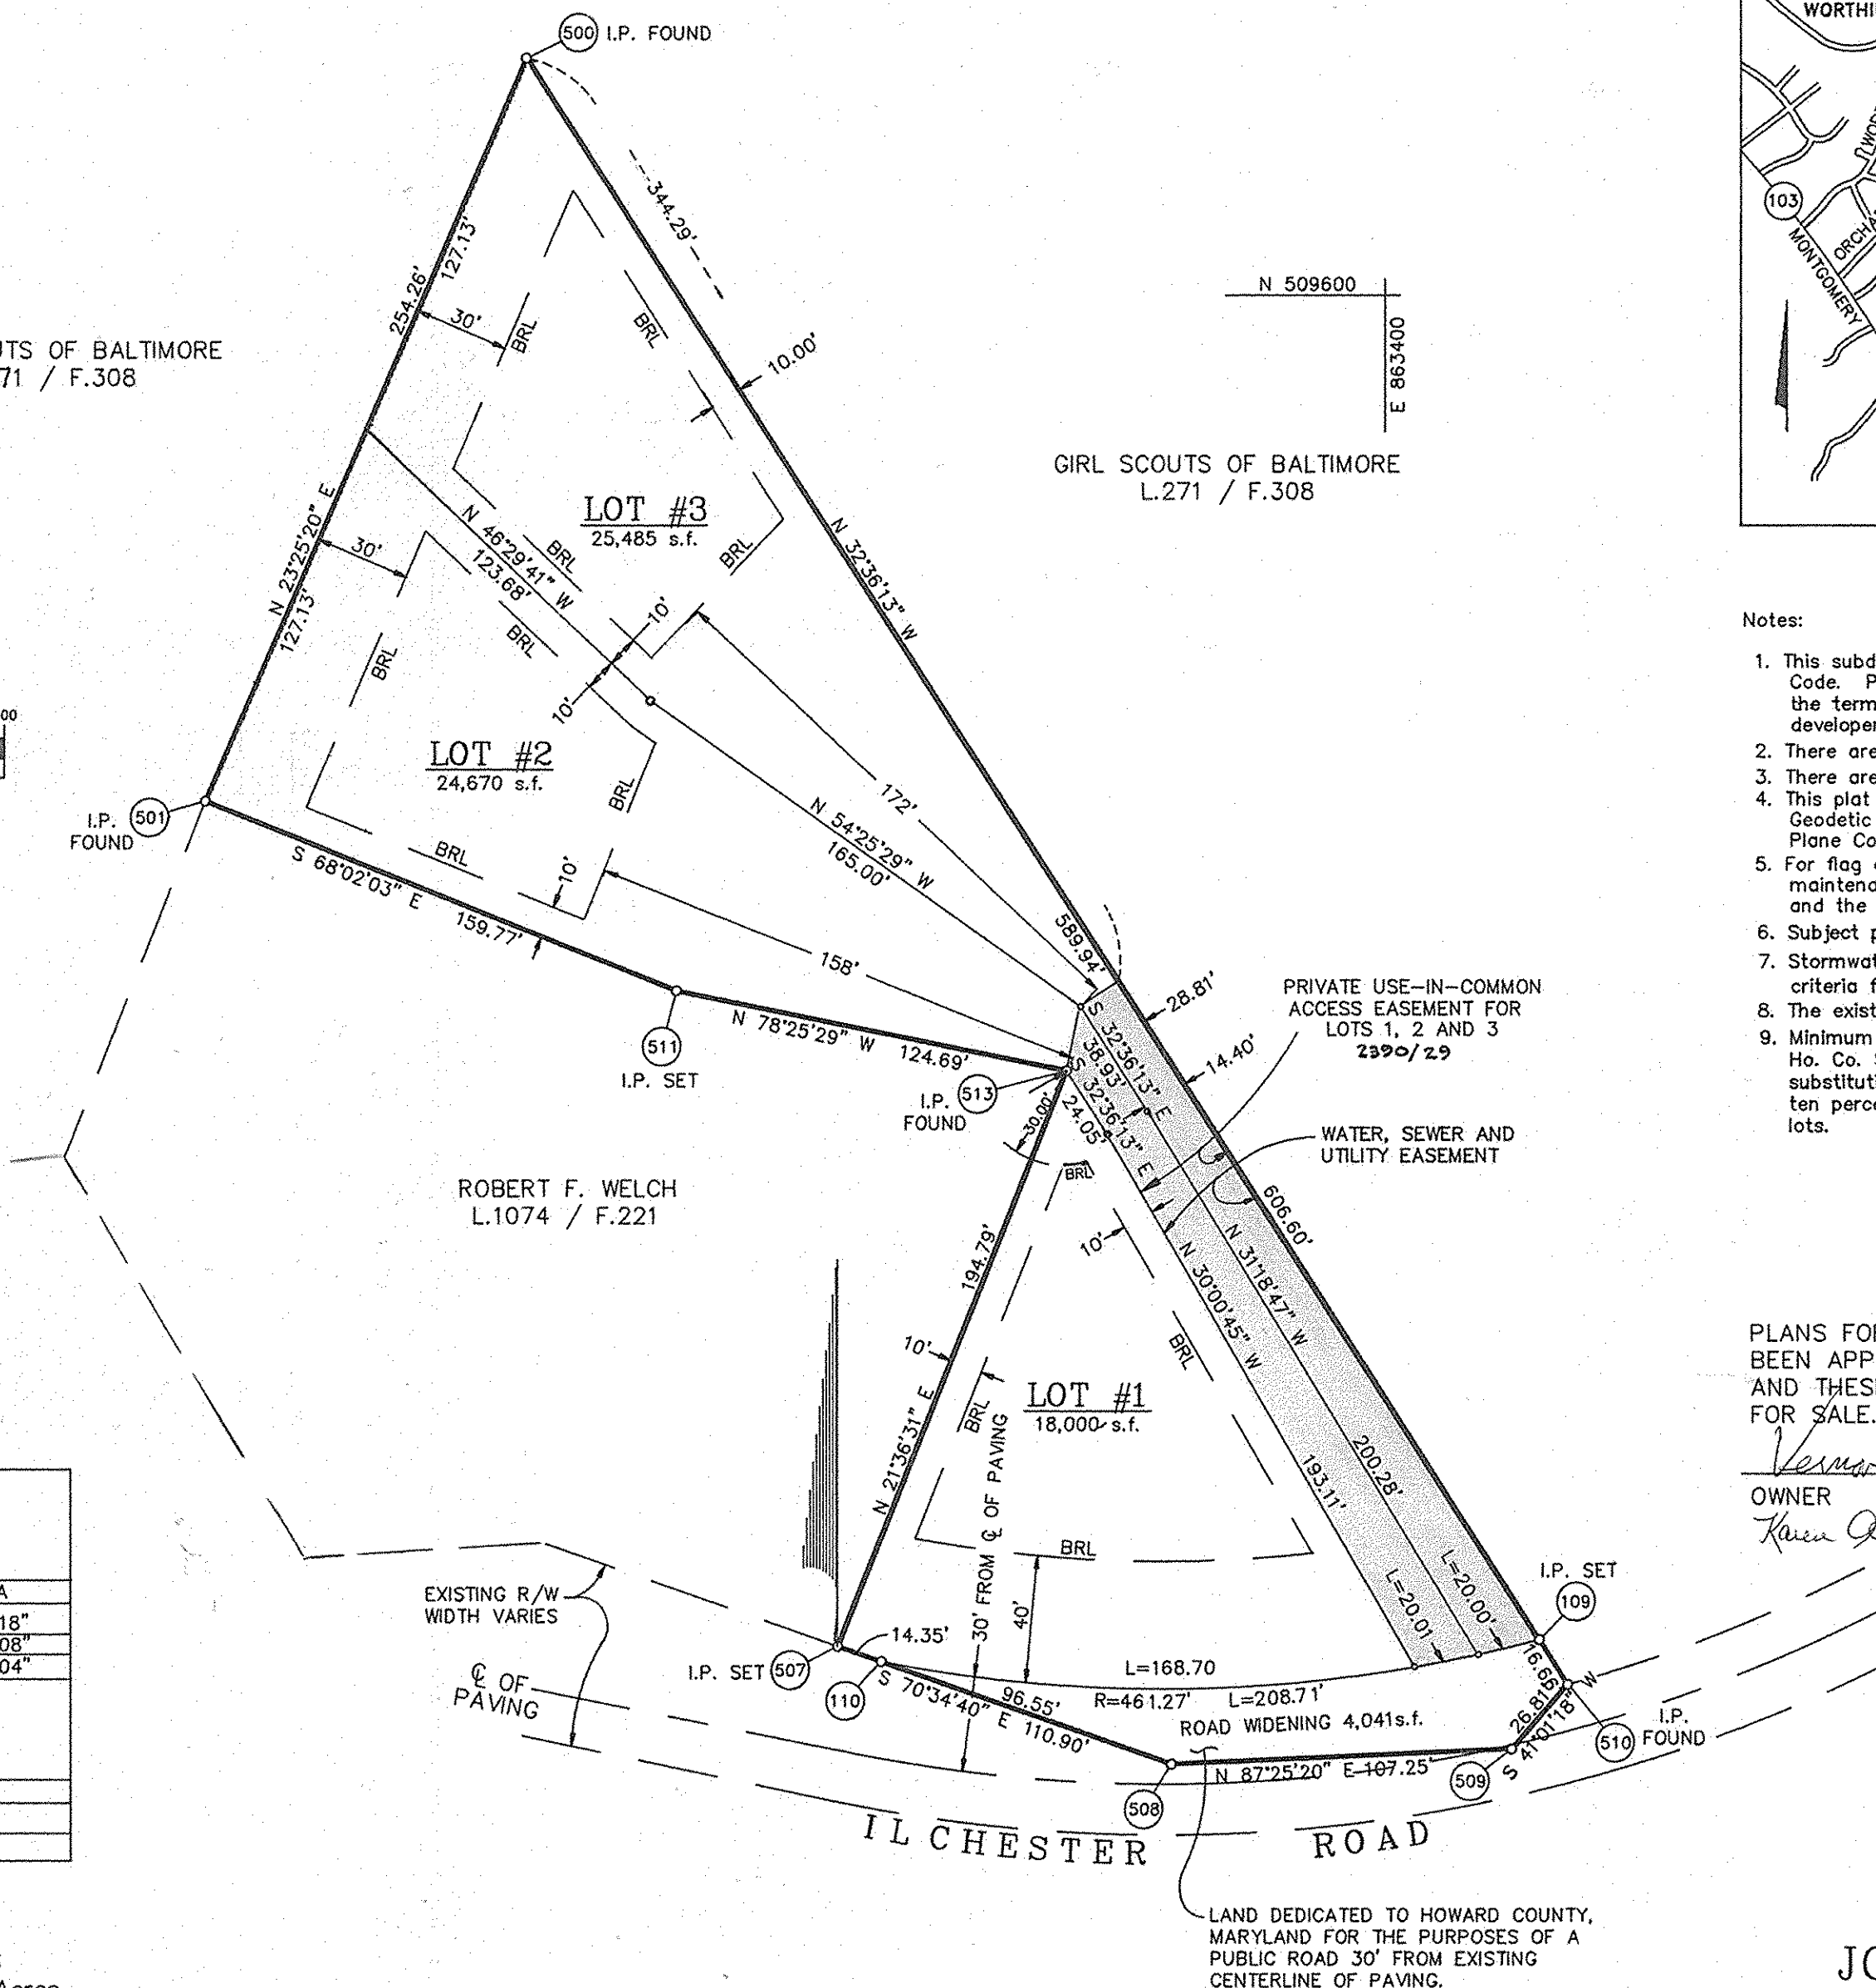 500 I.P. FOUND
WORTHI
103
MONTGOMERY
344.29'
127.13'
254.26'
30'
BRL
BRL
10.00'
N 509600
E 863400
UTS OF BALTIMORE
71 / F.308
GIRL SCOUTS OF BALTIMORE
L.271 / F.308
N 23°25'20" E
127.13'
30'
LOT #3
25,485 s.f.
N 46°29'41" W
123.68'
BRL
BRL
BRL
BRL
N 32°36'13" W
10'
10'
LOT #2
24,670 s.f.
BRL
172'
N 54°25'29" W
165.00'
00
I.P. FOUND
501
BRL
10'
S 68°02'03" E 159.77'
158'
589.94'
28.81'
14.40'
511
I.P. SET
N 78°25'29" W 124.69'
I.P. FOUND
513
30.00'
S 32°36'13" E
38.93'
S 32°36'13" E
24.05'
PRIVATE USE-IN-COMMON
ACCESS EASEMENT FOR
LOTS 1, 2 AND 3
2390/29
WATER, SEWER AND
UTILITY EASEMENT
606.60'
ROBERT F. WELCH
L.1074 / F.221
BRL
10'
194.79'
N 21°36'31" E
10'
BRL
BRL
N 30°00'45" W
193.11'
N 31°18'47" W
200.28'
LOT #1
18,000 s.f.
30' FROM ℄ OF PAVING
BRL
40'
L=20.01
L=20.00'
I.P. SET
109
16.66'
EXISTING R/W
WIDTH VARIES
℄ OF
PAVING
I.P. SET 507
110
14.35'
S 70°34'40" E 110.90'
96.55'
L=168.70
R=461.27' L=208.71'
ROAD WIDENING 4,041s.f.
26.81'
S 41°01'18" W
510
I.P.
FOUND
N 87°25'20" E 107.25'
508
509
ILCHESTER ROAD
LAND DEDICATED TO HOWARD COUNTY,
MARYLAND FOR THE PURPOSES OF A
PUBLIC ROAD 30' FROM EXISTING
CENTERLINE OF PAVING.
Notes:
1. This subd
Code. P
the term
developer
2. There are
3. There are
4. This plat
Geodetic
Plane Co
5. For flag
maintena
and the
6. Subject p
7. Stormwat
criteria f
8. The exist
9. Minimum
Ho. Co.
substituti
ten perce
lots.
PLANS FOR
BEEN APP
AND THESE
FOR SALE.
OWNER
Karen
A
18"
08"
04"
Acres
JO